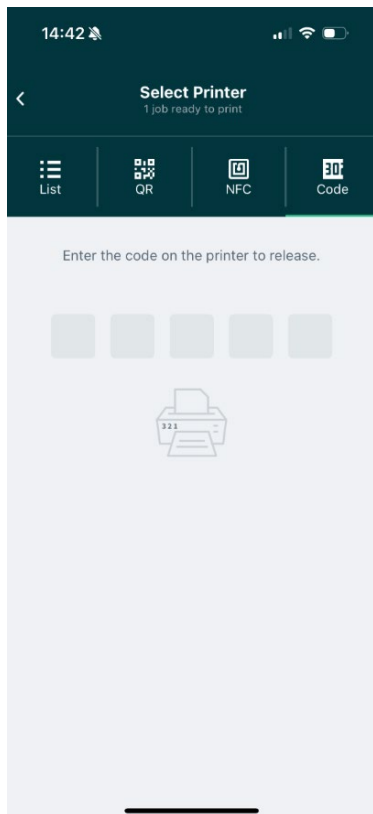 14:42
Select Printer
1 job ready to print
List
QR
NFC
Code
Enter the code on the printer to release.
321